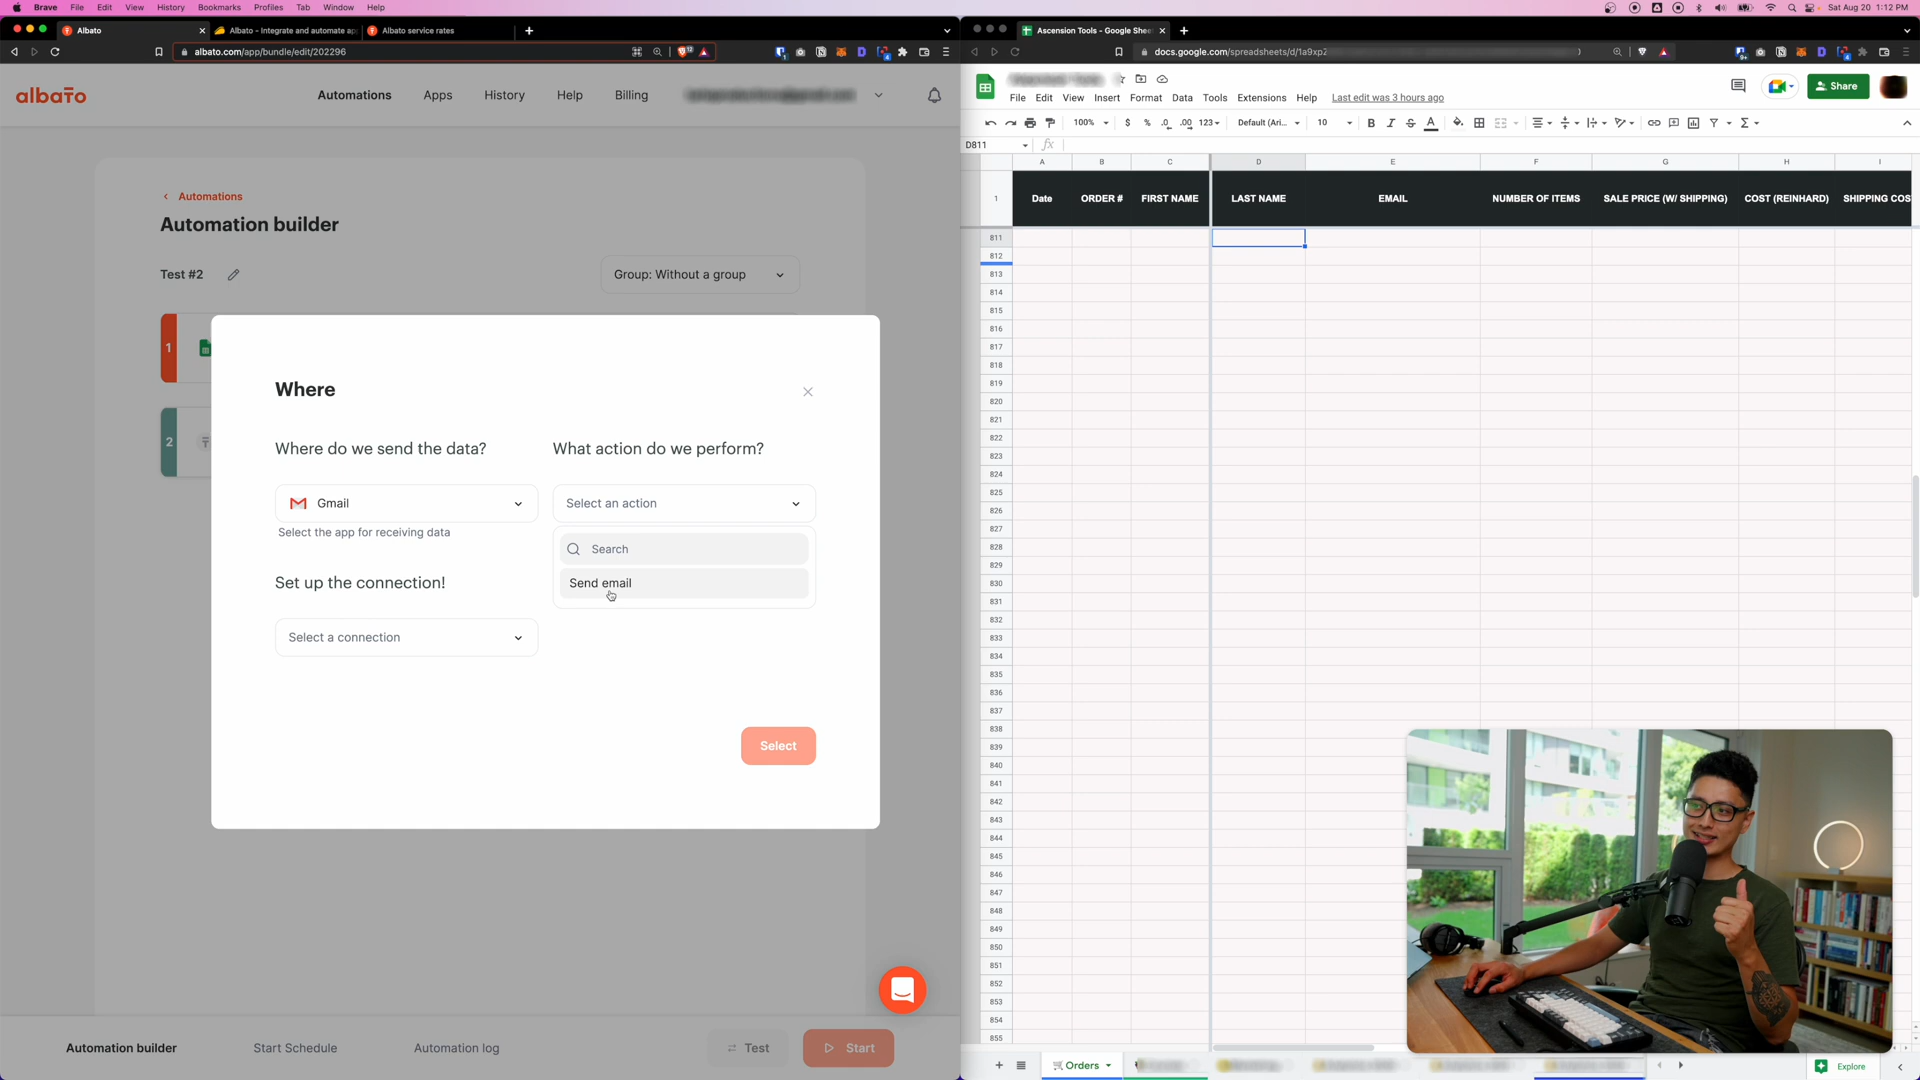 Brave File Edit View History Bookmarks Profiles Tab Window Help
Sat Aug 20 1:12 PM
Albato
Albato - Integrate and automate ap
Albato service rates
albato.com/app/bundle/edit/202296
albato
Automations
Apps
History
Help
Billing
Automations
Automation builder
Test #2
Group: Without a group
1
2
Where
Where do we send the data?
What action do we perform?
Gmail
Select an action
Select the app for receiving data
Search
Send email
Set up the connection!
Select a connection
Select
Automation builder
Start Schedule
Automation log
Test
Start
Ascension Tools - Google Shee
docs.google.com/spreadsheets/d/1a9xp2
File Edit View Insert Format Data Tools Extensions Help Last edit was 3 hours ago
Share
100% $ % .0 .00 123 Default (Ari... 10 B I S A
D811
fx
A B C D E F G H I
1 Date ORDER # FIRST NAME LAST NAME EMAIL NUMBER OF ITEMS SALE PRICE (W/ SHIPPING) COST (REINHARD) SHIPPING COS
811
812
813
814
815
816
817
818
819
820
821
822
823
824
825
826
827
828
829
830
831
832
833
834
835
836
837
838
839
840
841
842
843
844
845
846
847
848
849
850
851
852
853
854
855
Orders
Explore